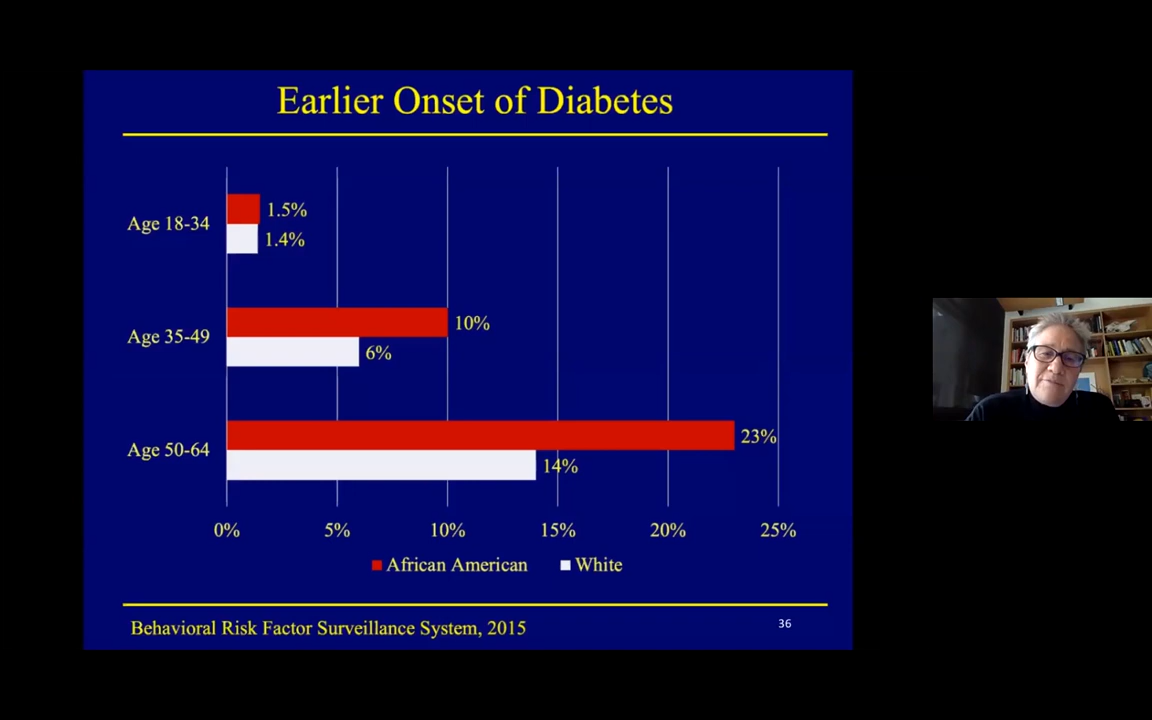 Earlier Onset of Diabetes
Age 18-34
1.5%
1.4%
Age 35-49
10%
6%
Age 50-64
23%
14%
0% 5% 10% 15% 20% 25%
African American White
Behavioral Risk Factor Surveillance System, 2015
36